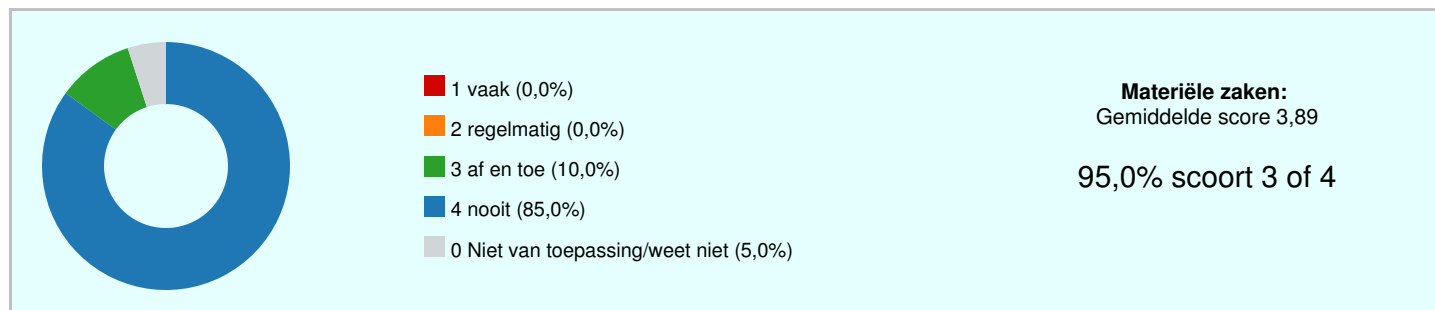 1 vaak (0,0%)
2 regelmatig (0,0%)
3 af en toe (10,0%)
4 nooit (85,0%)
0 Niet van toepassing/weet niet (5,0%)
Materiële zaken:
Gemiddelde score 3,89
95,0% scoort 3 of 4